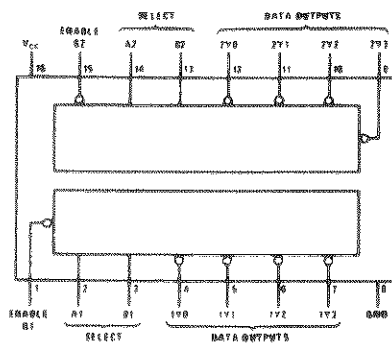 SELECT DATA OUTPUTS
ENABLE
VCC G2 A2 B2 2Y0 2Y1 2Y2 2Y3
16 15 14 13 12 11 10 9
1 2 3 4 5 6 7 8
ENABLE A1 B1 1Y0 1Y1 1Y2 1Y3 GND
G1
SELECT DATA OUTPUTS